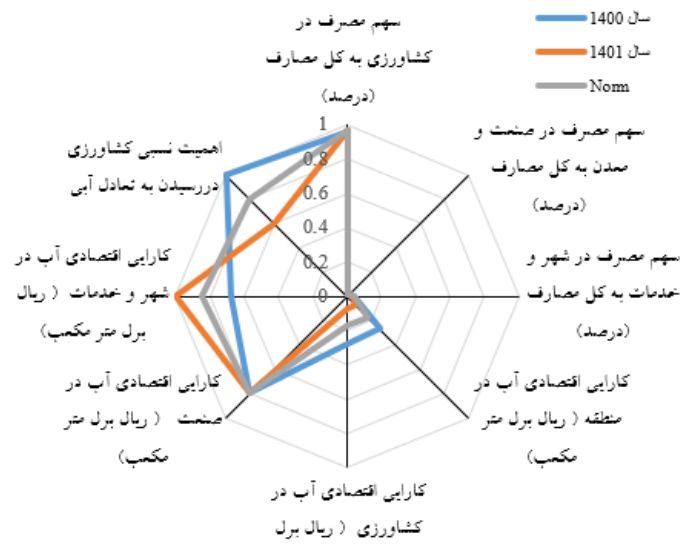 سال 1400
سال 1401
Norm
سهم مصرف در
کشاورزی به کل مصارف
(درصد)
سهم مصرف در صنعت و
معدن به کل مصارف
(درصد)
سهم مصرف در شهر و
خدمات به کل مصارف
(درصد)
کارایی اقتصادی آب در
منطقه ( ریال برل متر
مکعب)
کارایی اقتصادی آب در
کشاورزی ( ریال برل
کارایی اقتصادی آب در
صنعت ( ریال برل متر
مکعب)
کارایی اقتصادی آب در
شهر و خدمات ( ریال
برل متر مکعب)
اهمیت نسبی کشاورزی
دررسیدن به تعادل آبی
1
0.8
0.6
0.4
0.2
0